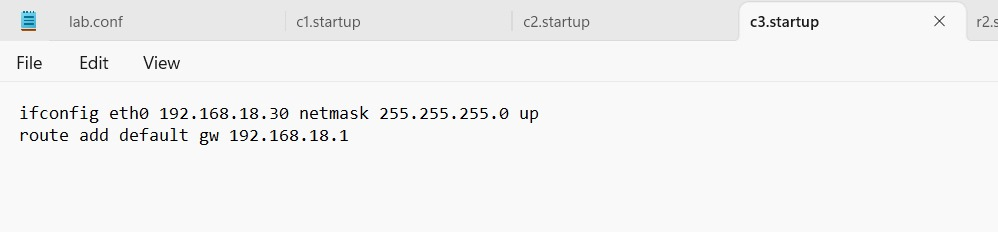 lab.conf c1.startup c2.startup c3.startup r2.s
File Edit View
ifconfig eth0 192.168.18.30 netmask 255.255.255.0 up
route add default gw 192.168.18.1